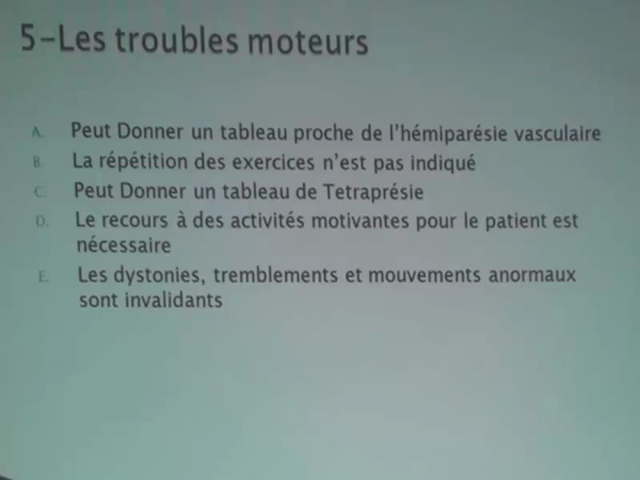 5-Les troubles moteurs
A. Peut Donner un tableau proche de l'hémiparésie vasculaire
B. La répétition des exercices n'est pas indiqué
C. Peut Donner un tableau de Tetraprésie
D. Le recours à des activités motivantes pour le patient est
nécessaire
E. Les dystonies, tremblements et mouvements anormaux
sont invalidants